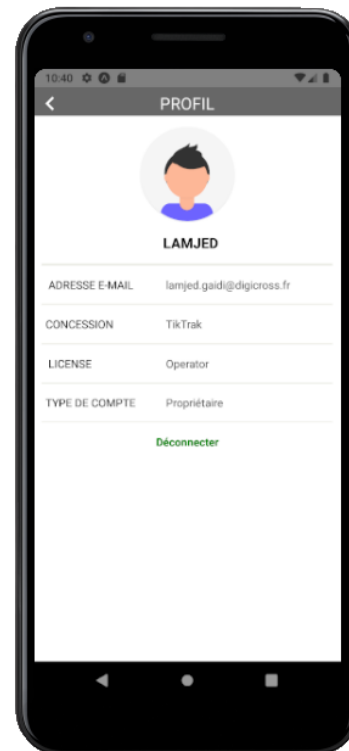 10:40
PROFIL
LAMJED
ADRESSE E-MAIL lamjed.gaidi@digicross.fr
CONCESSION TikTrak
LICENSE Operator
TYPE DE COMPTE Propriétaire
Déconnecter